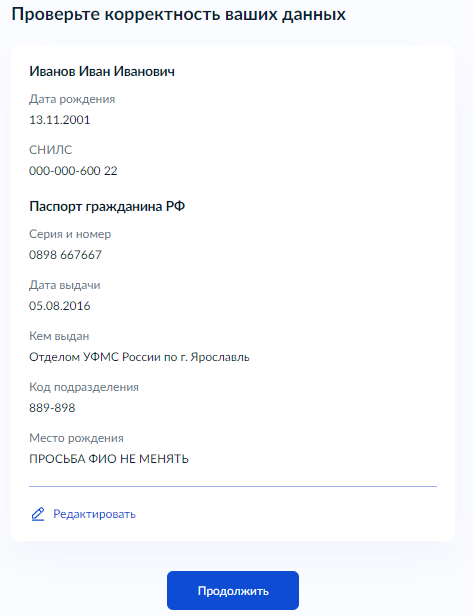 Проверьте корректность ваших данных
Иванов Иван Иванович
Дата рождения
13.11.2001
СНИЛС
000-000-600 22
Паспорт гражданина РФ
Серия и номер
0898 667667
Дата выдачи
05.08.2016
Кем выдан
Отделом УФМС России по г. Ярославль
Код подразделения
889-898
Место рождения
ПРОСЬБА ФИО НЕ МЕНЯТЬ
Редактировать
Продолжить